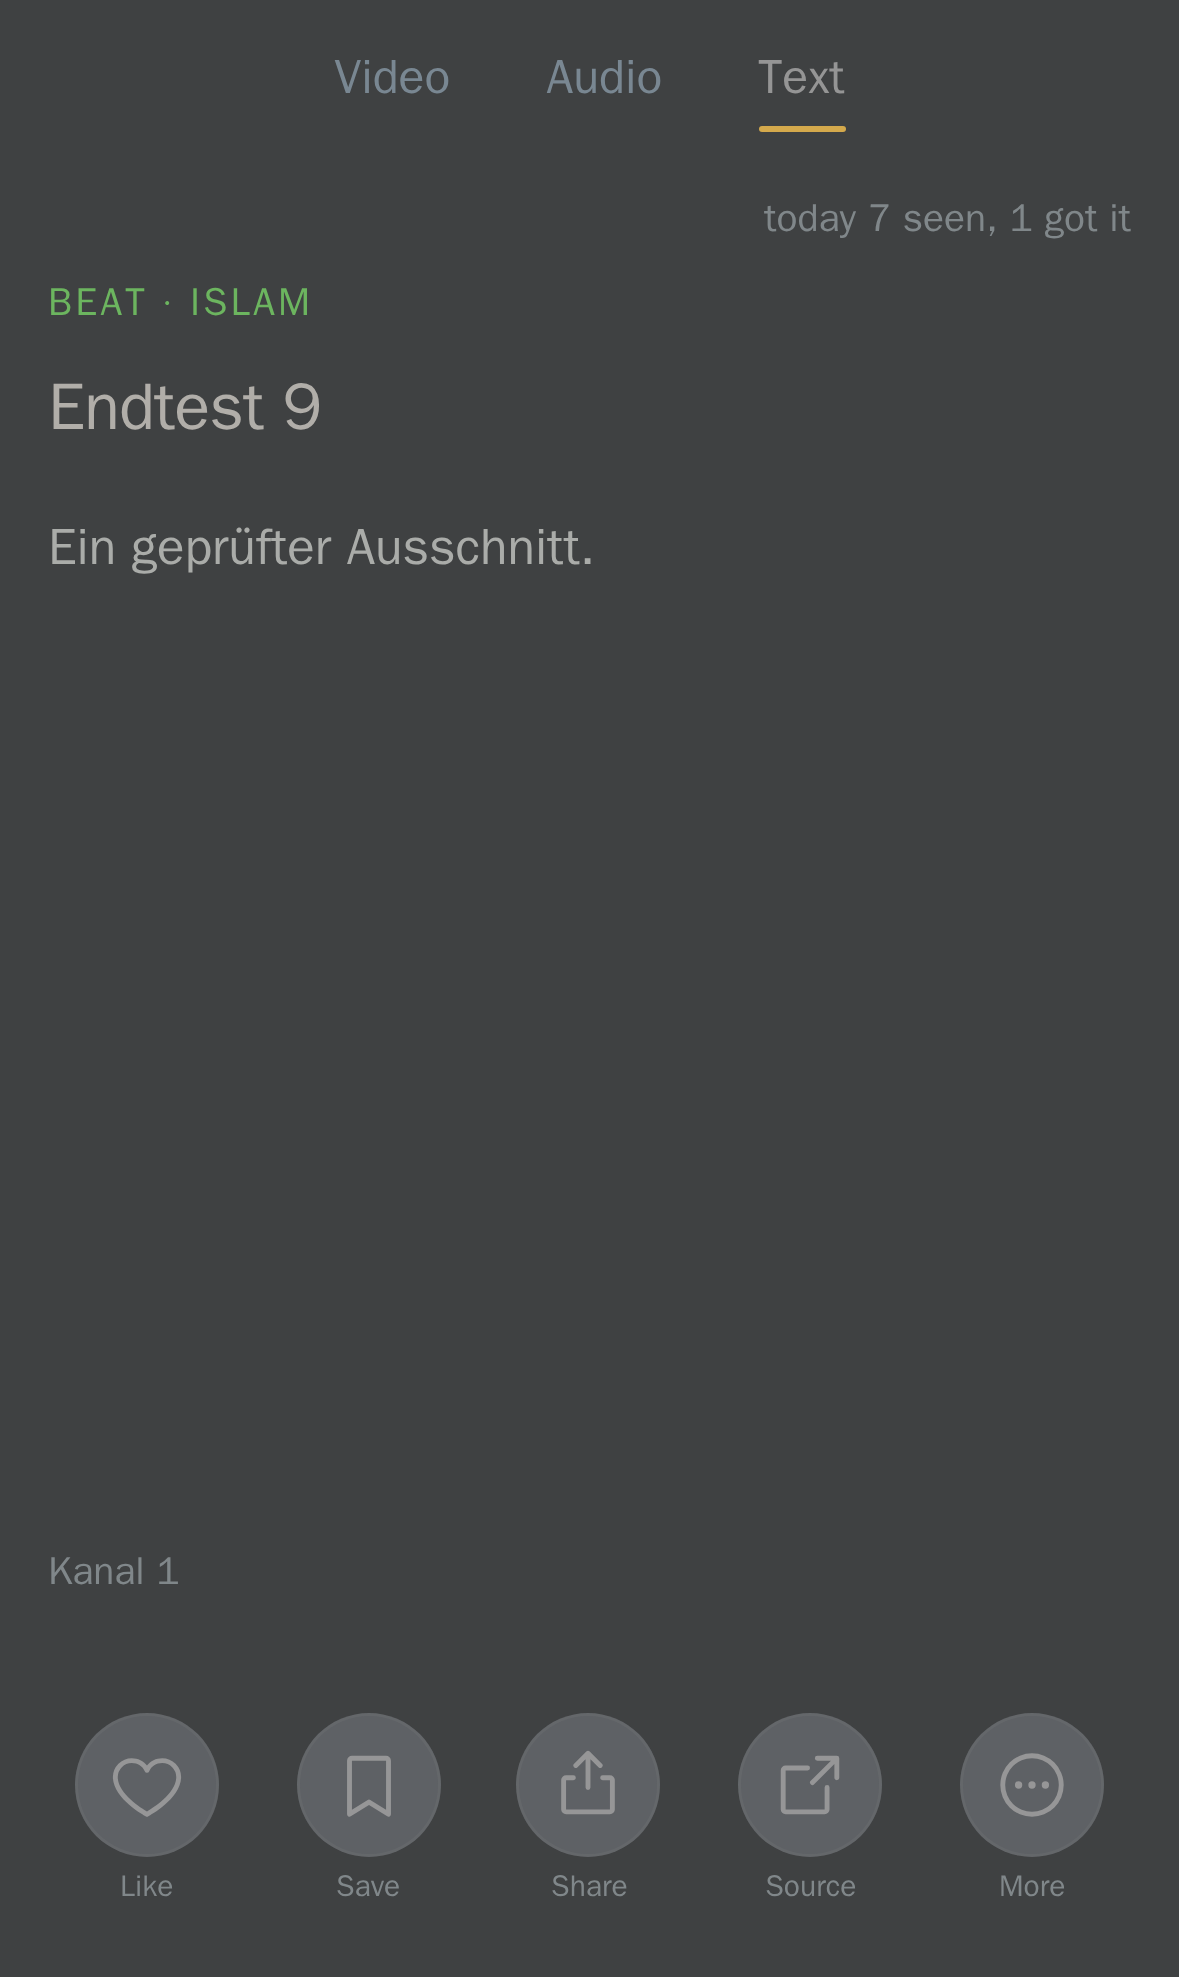 Video Audio Text
today 7 seen, 1 got it
BEAT · ISLAM
Endtest 9
Ein geprüfter Ausschnitt.
Kanal 1
Like Save Share Source More